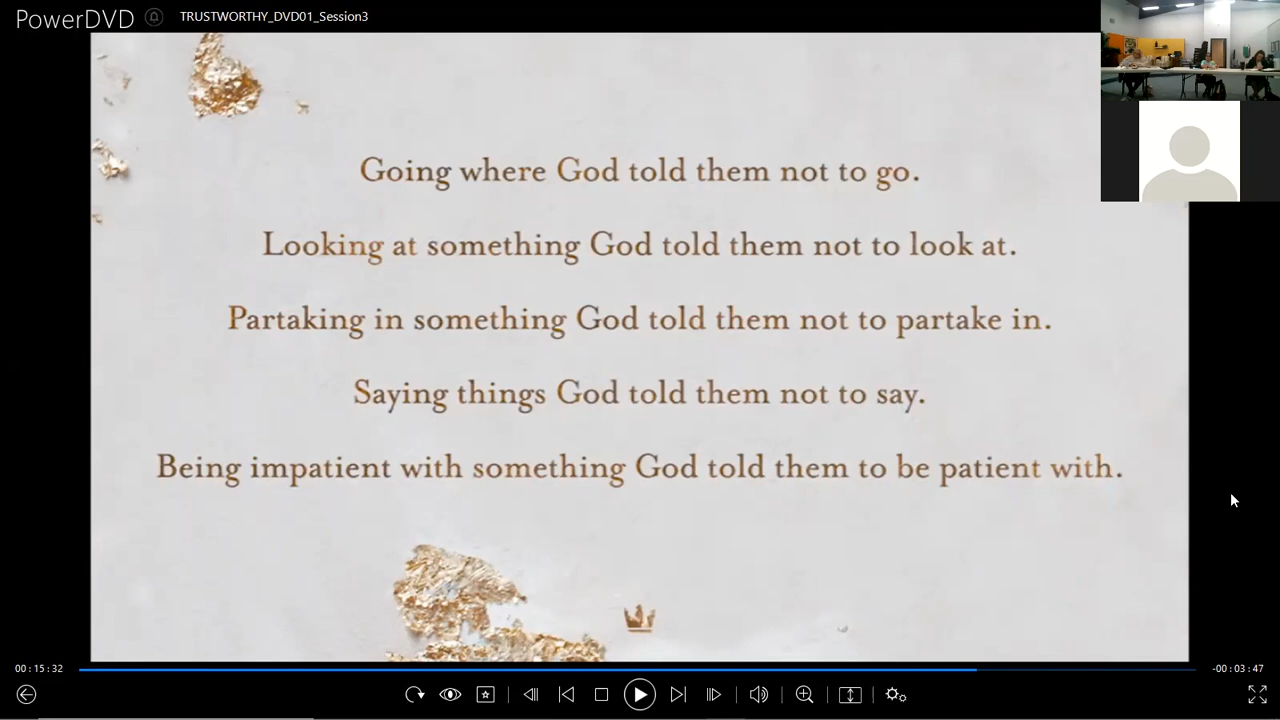 PowerDVD
TRUSTWORTHY_DVD01_Session3
Going where God told them not to go.
Looking at something God told them not to look at.
Partaking in something God told them not to partake in.
Saying things God told them not to say.
Being impatient with something God told them to be patient with.
00:15:32
-00:03:47